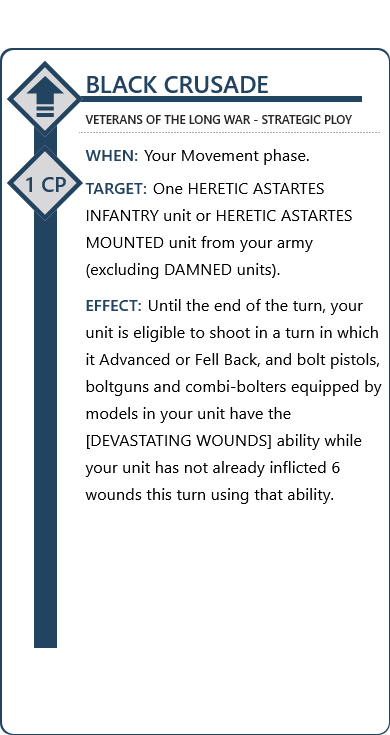 BLACK CRUSADE
VETERANS OF THE LONG WAR - STRATEGIC PLOY
WHEN: Your Movement phase.
1 CP
TARGET: One HERETIC ASTARTES
INFANTRY unit or HERETIC ASTARTES
MOUNTED unit from your army
(excluding DAMNED units).
EFFECT: Until the end of the turn, your
unit is eligible to shoot in a turn in which
it Advanced or Fell Back, and bolt pistols,
boltguns and combi-bolters equipped by
models in your unit have the
[DEVASTATING WOUNDS] ability while
your unit has not already inflicted 6
wounds this turn using that ability.